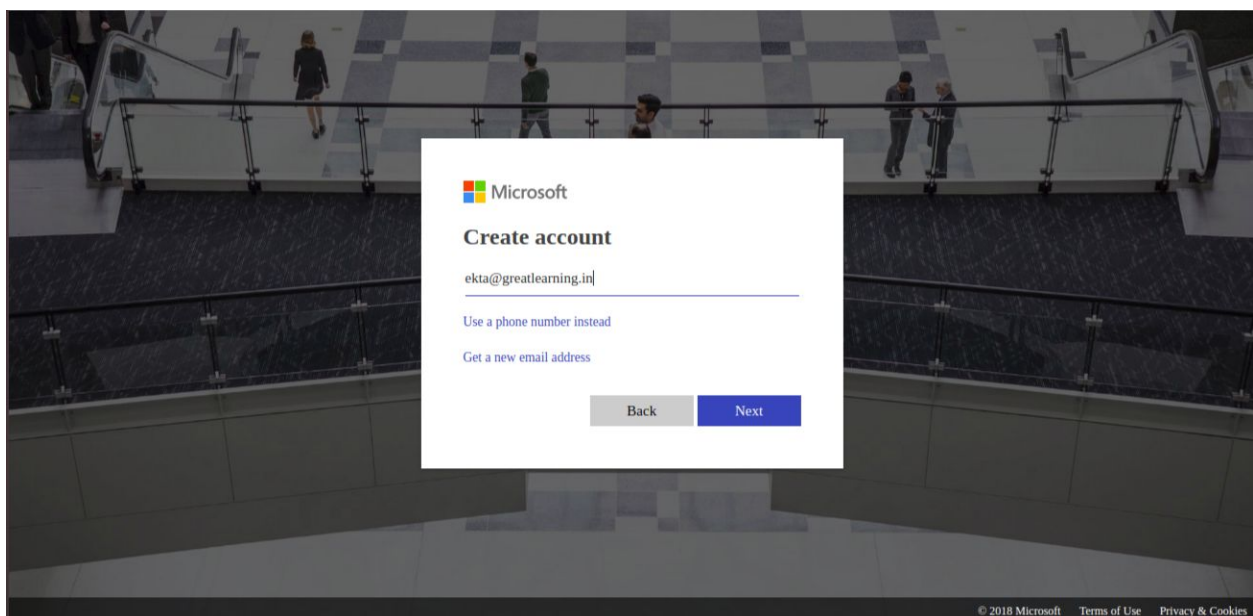 Microsoft
Create account
ekta@greatlearning.in
Use a phone number instead
Get a new email address
Back Next
© 2018 Microsoft Terms of Use Privacy & Cookies